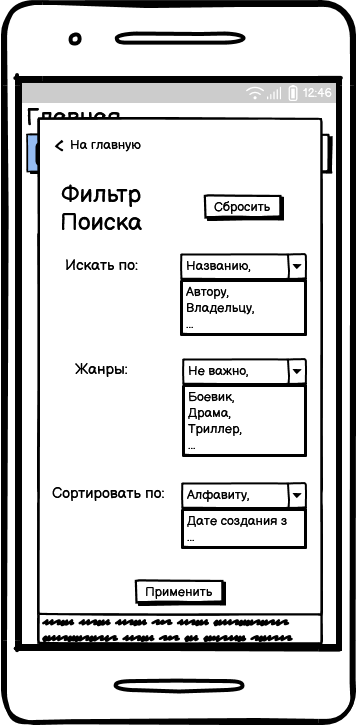 12:46
Главная
На главную
Фильтр
Поиска
Сбросить
Искать по:
Названию,
Автору,
Владельцу,
...
Жанры:
Не важно,
Боевик,
Драма,
Триллер,
...
Сортировать по:
Алфавиту,
Дате создания з
...
Применить